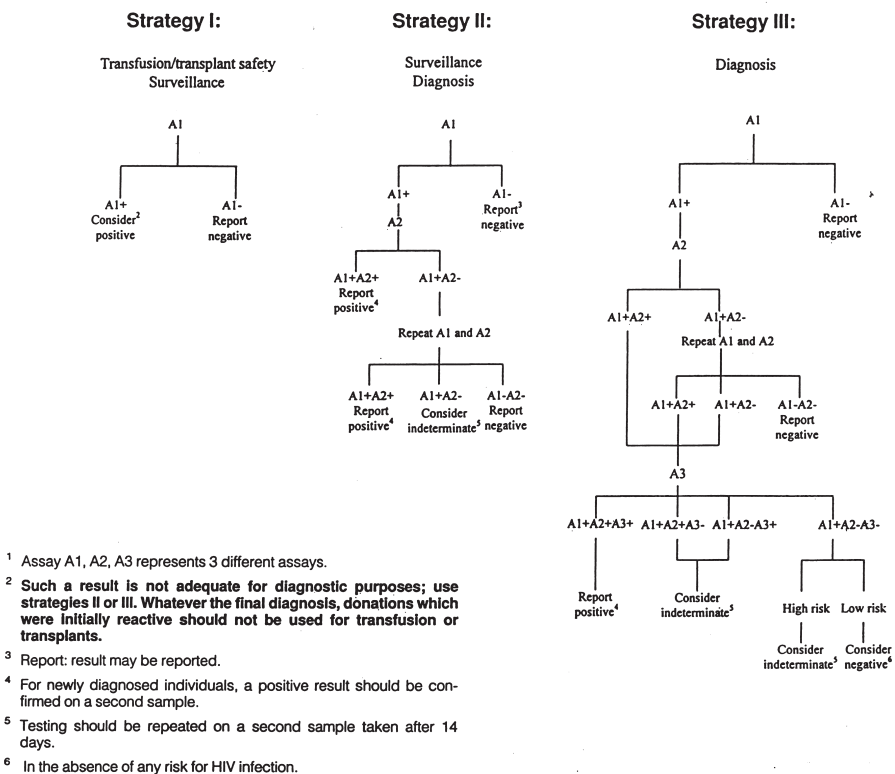 Strategy I:
Transfusion/transplant safety
Surveillance
A1
A1+
Consider²
positive
A1-
Report
negative
Strategy II:
Surveillance
Diagnosis
A1
A1+
A2
A1-
Report³
negative
A1+A2+
Report
positive⁴
A1+A2-
Repeat A1 and A2
A1+A2+
Report
positive⁴
A1+A2-
Consider
indeterminate⁵
A1-A2-
Report
negative
Strategy III:
Diagnosis
A1
A1+
A2
A1-
Report
negative
A1+A2+
A1+A2-
Repeat A1 and A2
A1+A2+
A1+A2-
A1-A2-
Report
negative
A3
A1+A2+A3+
A1+A2+A3-
A1+A2-A3+
A1+A2-A3-
Report
positive⁴
Consider
indeterminate⁵
High risk
Low risk
Consider
indeterminate⁵
Consider
negative⁶
¹ Assay A1, A2, A3 represents 3 different assays.
² Such a result is not adequate for diagnostic purposes; use
strategies II or III. Whatever the final diagnosis, donations which
were initially reactive should not be used for transfusion or
transplants.
³ Report: result may be reported.
⁴ For newly diagnosed individuals, a positive result should be con-
firmed on a second sample.
⁵ Testing should be repeated on a second sample taken after 14
days.
⁶ In the absence of any risk for HIV infection.